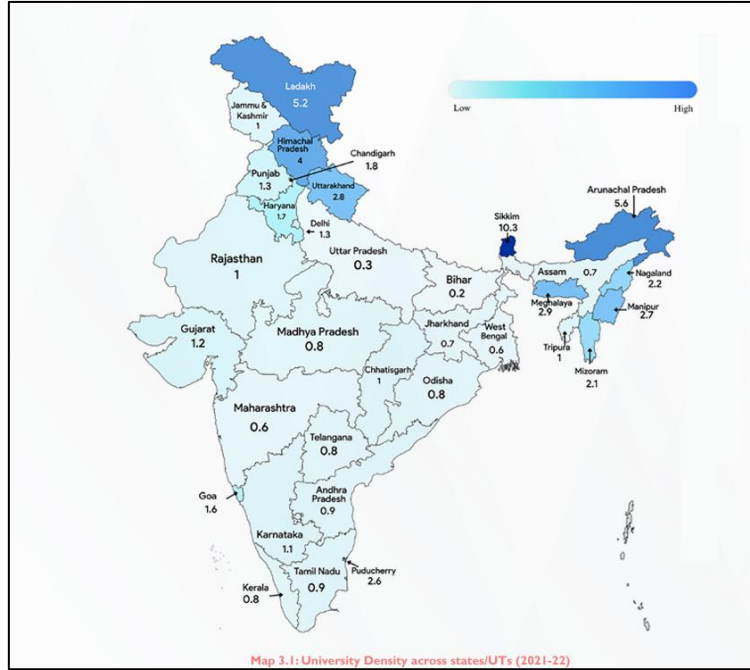 Ladakh
5.2
Low
High
Jammu &
Kashmir
1
Himachal
Pradesh
4
Chandigarh
1.8
Punjab
1.3
Uttarakhand
2.8
Haryana
1.7
Delhi
1.3
Arunachal Pradesh
5.6
Sikkim
10.3
Rajasthan
1
Uttar Pradesh
0.3
Bihar
0.2
Assam
0.7
Nagaland
2.2
Meghalaya
2.9
Manipur
2.7
Tripura
1
Mizoram
2.1
Gujarat
1.2
Madhya Pradesh
0.8
Jharkhand
0.7
West
Bengal
0.6
Chhatisgarh
1
Odisha
0.8
Maharashtra
0.6
Telangana
0.8
Goa
1.6
Andhra
Pradesh
0.9
Karnataka
1.1
Tamil Nadu
0.9
Puducherry
2.6
Kerala
0.8
Map 3.1: University Density across states/UTs (2021-22)